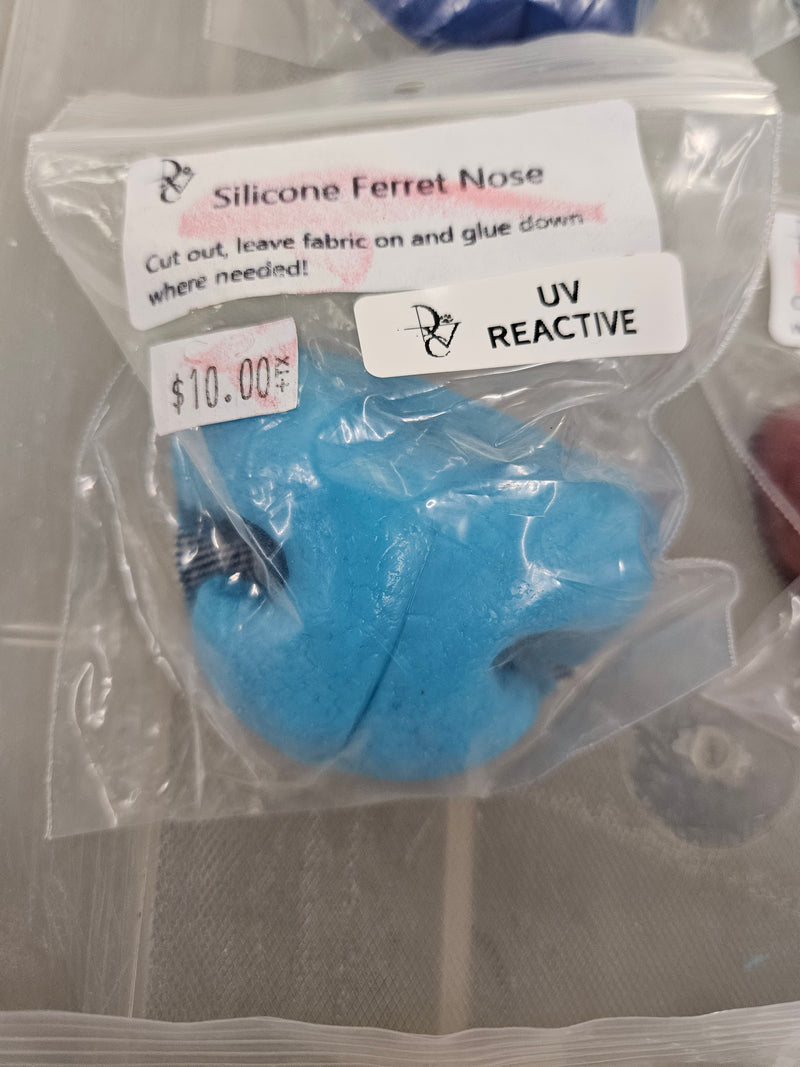 Silicone Ferret Nose
Cut out, leave fabric on and glue down
where needed!
UV
REACTIVE
$10.00
+TX